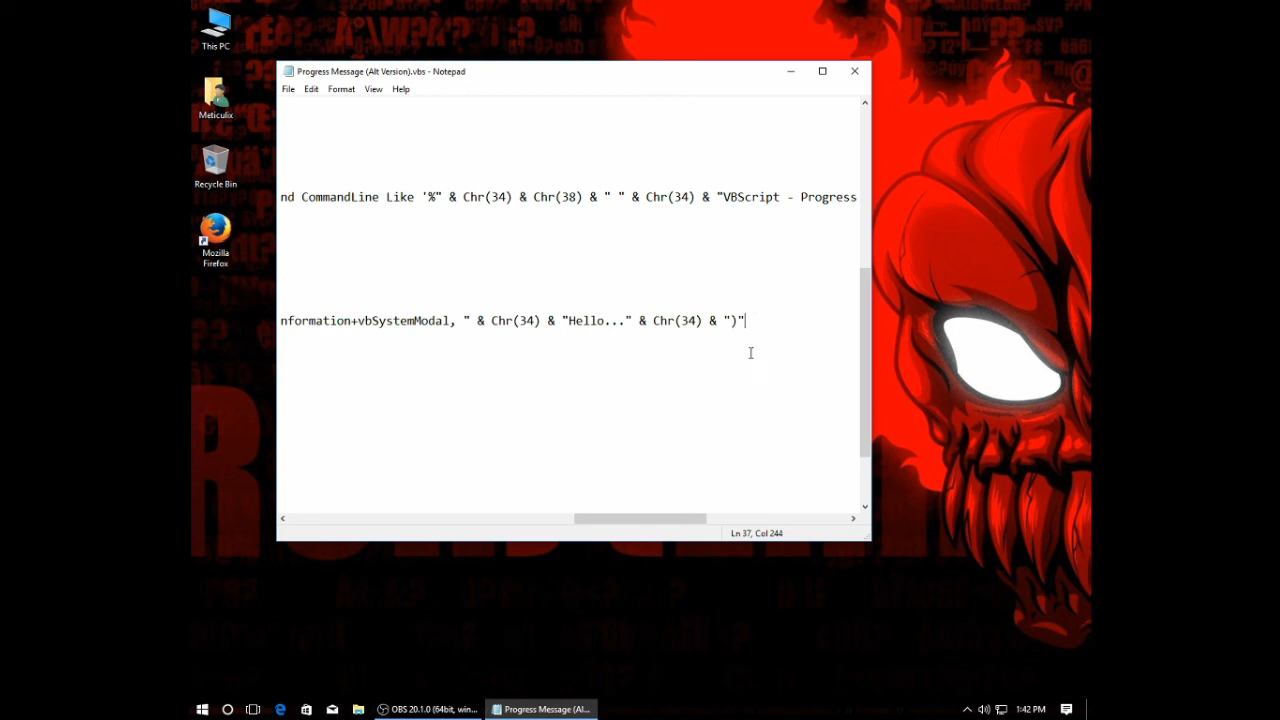 This PC
Meticulix
Recycle Bin
Mozilla
Firefox
Progress Message (Alt Version).vbs - Notepad
File Edit Format View Help
nd CommandLine Like '%" & Chr(34) & Chr(38) & " " & Chr(34) & "VBScript - Progress
nformation+vbSystemModal, " & Chr(34) & "Hello..." & Chr(34) & ")"
Ln 37, Col 244
OBS 20.1.0 (64bit, win...
Progress Message (Al...
1:42 PM